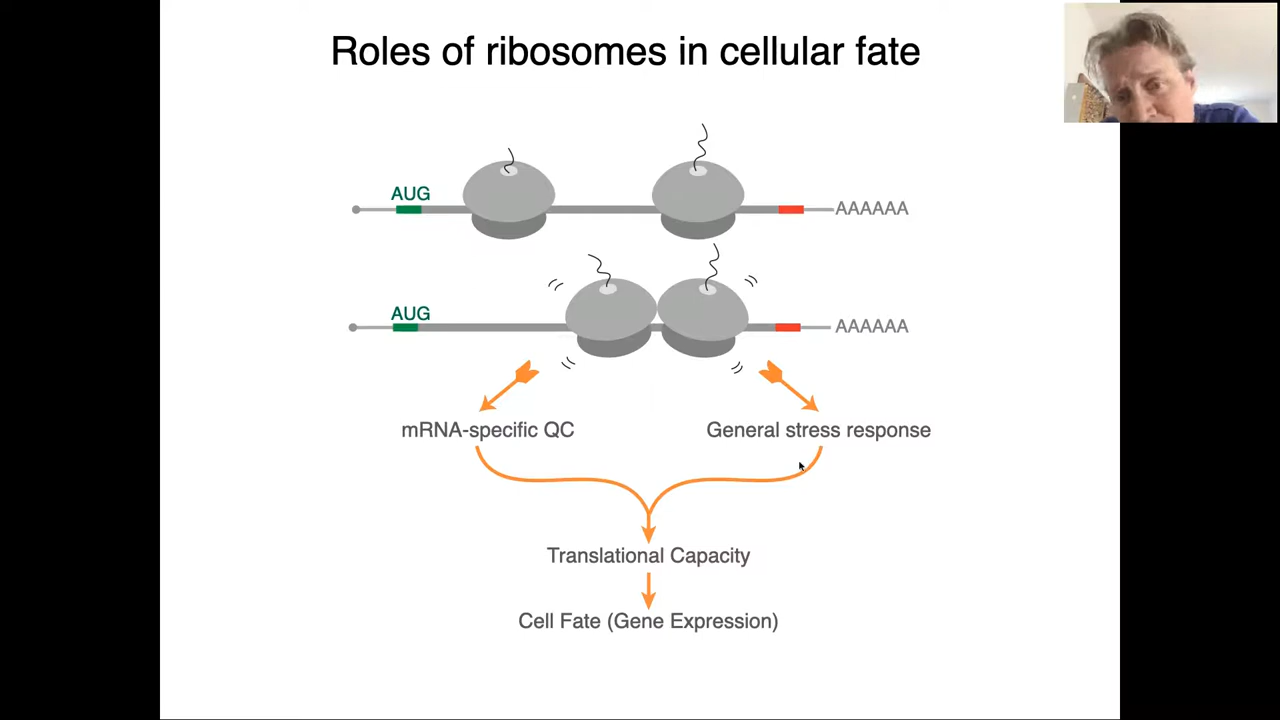 Roles of ribosomes in cellular fate
AUG
AAAAAA
AUG
AAAAAA
mRNA-specific QC
General stress response
Translational Capacity
Cell Fate (Gene Expression)